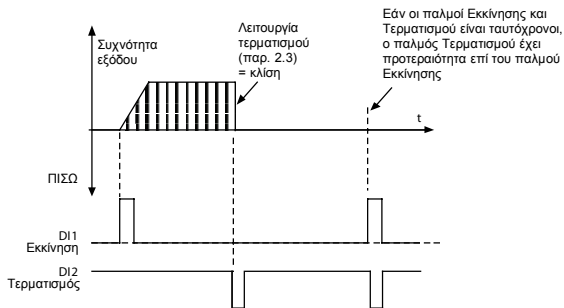 Συχνότητα
εξόδου
Λειτουργία
τερματισμού
(παρ. 2.3)
= κλίση
Εάν οι παλμοί Εκκίνησης και
Τερματισμού είναι ταυτόχρονοι,
ο παλμός Τερματισμού έχει
προτεραιότητα επί του παλμού
Εκκίνησης
t
ΠΙΣΩ
DI1
Εκκίνηση
DI2
Τερματισμός